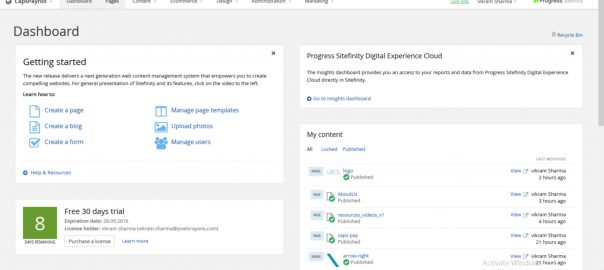 CapsPayroll Dashboard Pages Content Ecommerce Design Administration Marketing Live site vikram Sharma Progress Sitefinity
Dashboard
Recycle Bin
Getting started
The new release delivers a next generation web content management system that empowers you to create
compelling websites. For general presentation of Sitefinity and its features, click on the video to the left.
Learn how to:
Create a page Manage page templates
Create a blog Upload photos
Create a form Manage users
Help & Resources
8
DAYS REMAINING
Free 30 days trial
Expiration date: 28.09.2016
License holder: vikram sharma (vikram.sharma@pixelcrayons.com)
Purchase a license Learn more
Progress Sitefinity Digital Experience Cloud
The Insights dashboard provides you an access to your reports and data from Progress Sitefinity Digital Experience
Cloud directly in Sitefinity.
Go to Insights dashboard
My content
All Locked Published
LAST MODIFIED
PAGE logo View vikram Sharma
Published 2 hours ago
PAGE AboutUs View vikram Sharma
Published 3 hours ago
PAGE resources_videos_v1 View vikram Sharma
Published 4 hours ago
PAGE caps-pay View vikram Sharma
Published 21 hours ago
PAGE arrow-right View vikram Sharma
Published 21 hours ago
Activate Windows